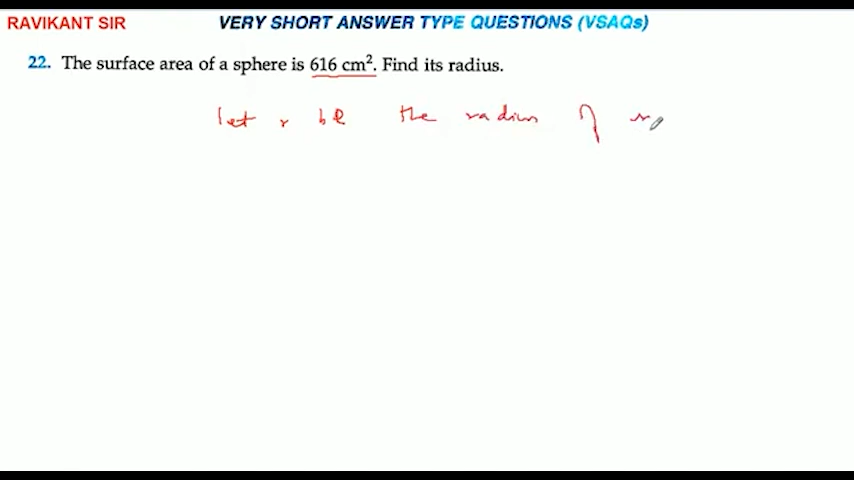 RAVIKANT SIR VERY SHORT ANSWER TYPE QUESTIONS (VSAQs)
22. The surface area of a sphere is 616 cm². Find its radius.
let r be the radius of